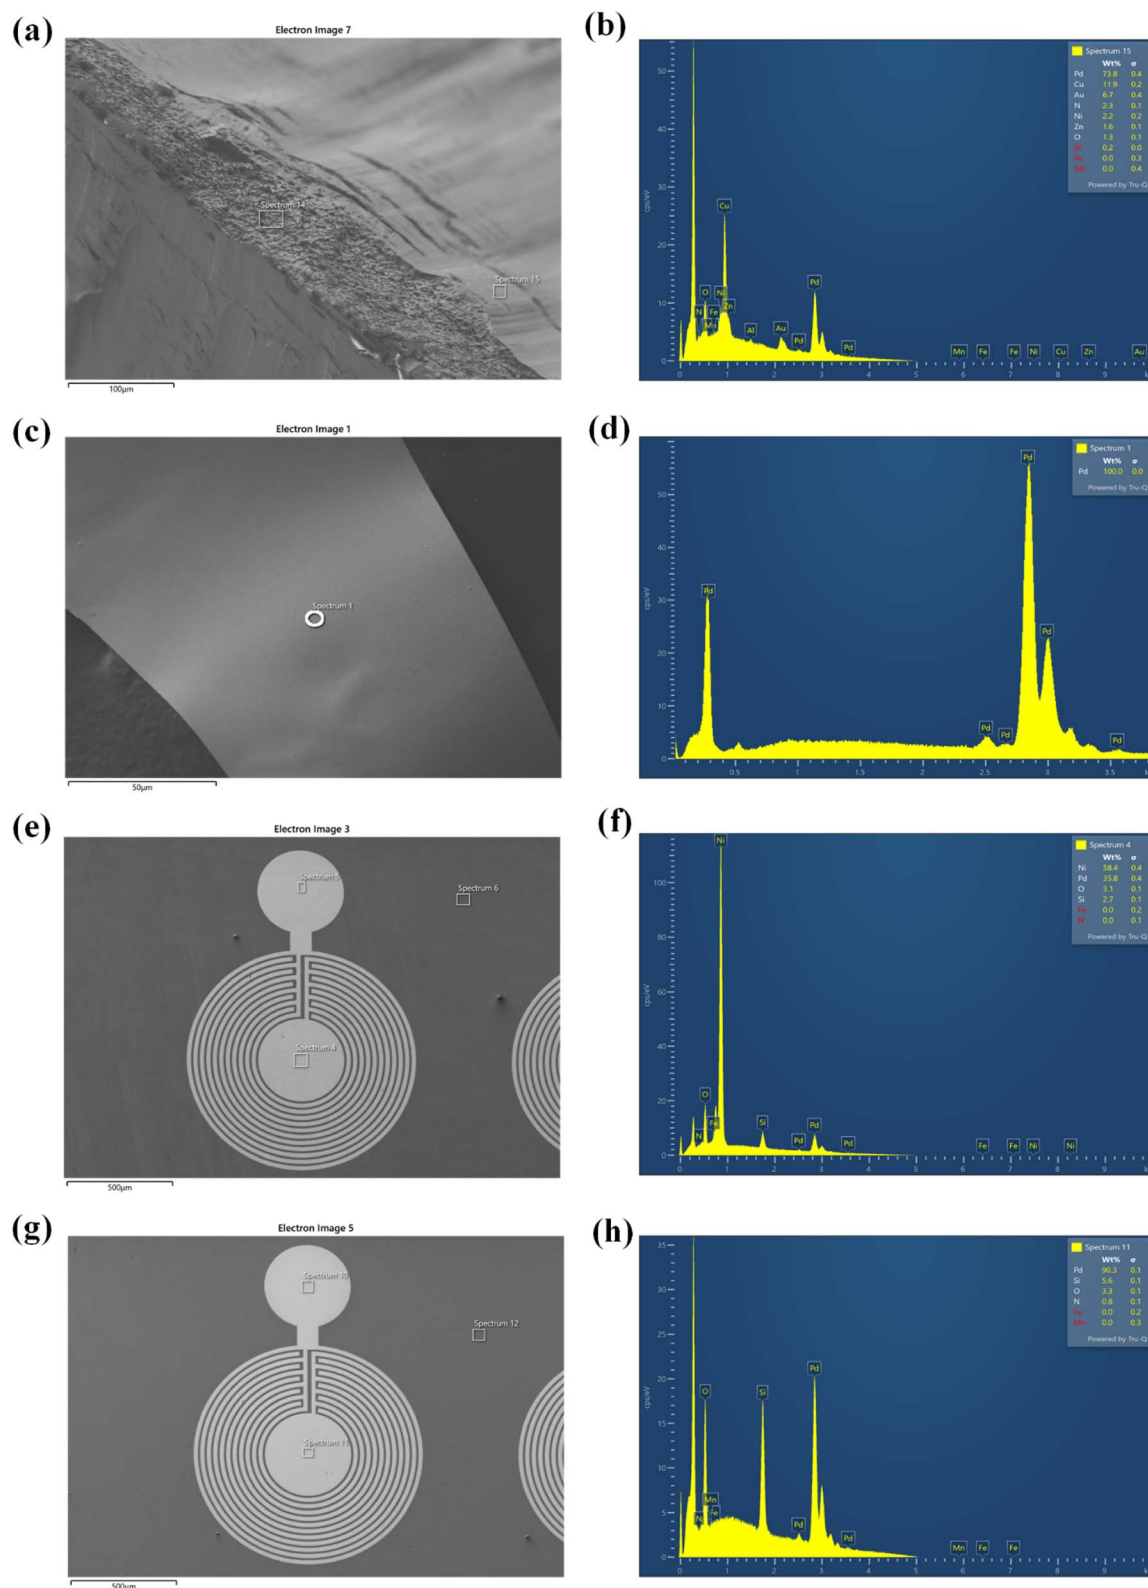 (a)
Electron Image 7
Spectrum 14
Spectrum 15
100µm
(b)
Spectrum 15
Wt% σ
Pd 73.8 0.4
Cu 11.9 0.2
Au 6.7 0.4
N 2.3 0.1
Ni 2.2 0.2
Zn 1.6 0.1
O 1.3 0.1
Al 0.2 0.0
Fe 0.0 0.3
Mn 0.0 0.4
Powered by Tru-Q
cps/eV
50
40
30
20
10
0
Cu
O
Ni
Pd
N
Fe
Zn
Mn
Al
Au
Pd
Pd
Mn
Fe
Fe
Ni
Cu
Zn
Au
0 1 2 3 4 5 6 7 8 9
(c)
Electron Image 1
Spectrum 1
50µm
(d)
Spectrum 1
Wt% σ
Pd 100.0 0.0
Powered by Tru-Q
cps/eV
50
40
30
20
10
0
Pd
Pd
Pd
Pd
Pd
Pd
0.5 1 1.5 2 2.5 3 3.5
(e)
Electron Image 3
Spectrum 5
Spectrum 6
Spectrum 4
500µm
(f)
Spectrum 4
Wt% σ
Ni 58.4 0.4
Pd 35.8 0.4
O 3.1 0.1
Si 2.7 0.1
Fe 0.0 0.2
0.0 0.1
Powered by Tru-Q
cps/eV
100
80
60
40
20
0
Ni
O
N
Fe
Si
Pd
Pd
Pd
Fe
Fe
Ni
Ni
0 1 2 3 4 5 6 7 8 9
(g)
Electron Image 5
Spectrum 10
Spectrum 12
Spectrum 11
500µm
(h)
Spectrum 11
Wt% σ
Pd 90.3 0.1
Si 5.6 0.1
O 3.3 0.1
N 0.8 0.1
Fe 0.0 0.2
Mn 0.0 0.3
Powered by Tru-Q
cps/eV
35
30
25
20
15
10
5
0
O
Si
Pd
Mn
N
Fe
Pd
Pd
Mn
Fe
Fe
0 1 2 3 4 5 6 7 8 9